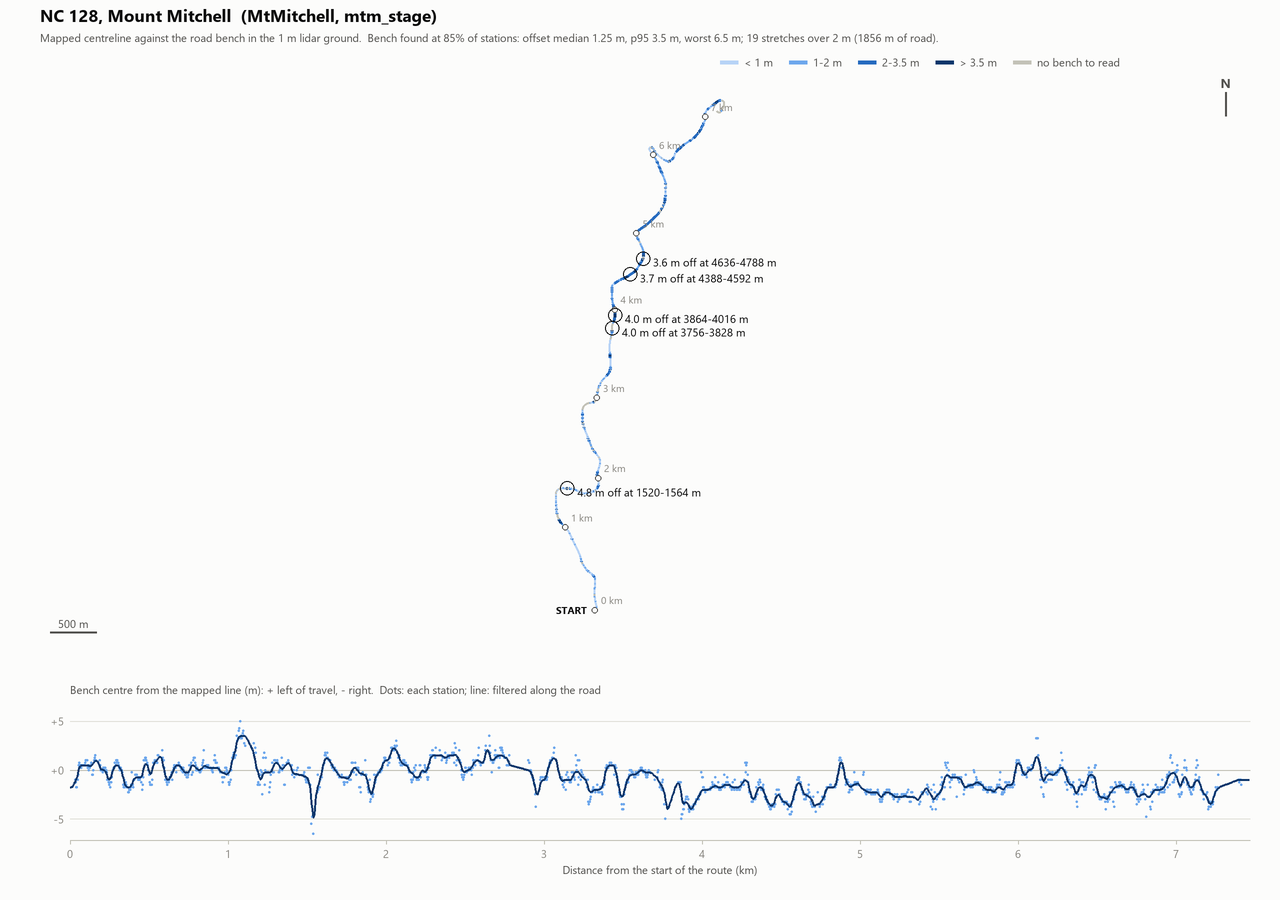 NC 128, Mount Mitchell  (MtMitchell, mtm_stage)
Mapped centreline against the road bench in the 1 m lidar ground.  Bench found at 85% of stations: offset median 1.25 m, p95 3.5 m, worst 6.5 m; 19 stretches over 2 m (1856 m of road).
< 1 m
1-2 m
2-3.5 m
> 3.5 m
no bench to read
N
7 km
6 km
5 km
3.6 m off at 4636-4788 m
3.7 m off at 4388-4592 m
4 km
4.0 m off at 3864-4016 m
4.0 m off at 3756-3828 m
3 km
2 km
4.8 m off at 1520-1564 m
1 km
0 km
START
500 m
Bench centre from the mapped line (m): + left of travel, - right.  Dots: each station; line: filtered along the road
+5
+0
-5
0 1 2 3 4 5 6 7
Distance from the start of the route (km)